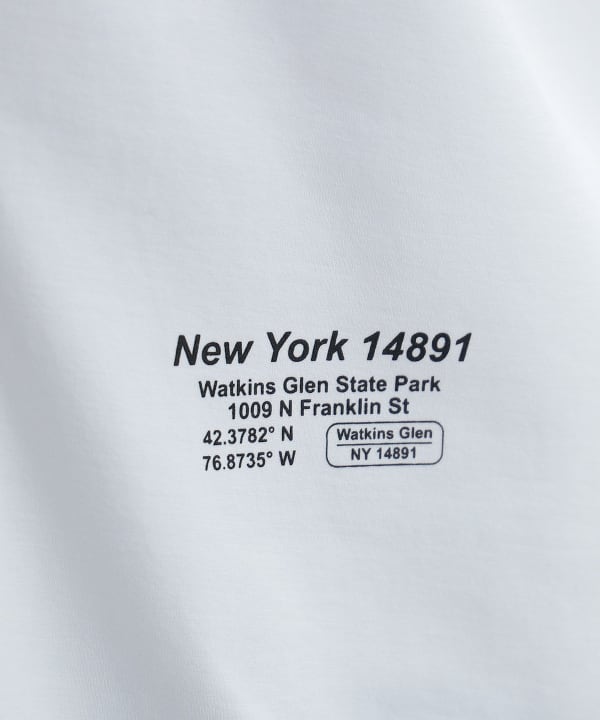 New York 14891
Watkins Glen State Park
1009 N Franklin St
42.3782° N
76.8735° W
Watkins Glen
NY 14891